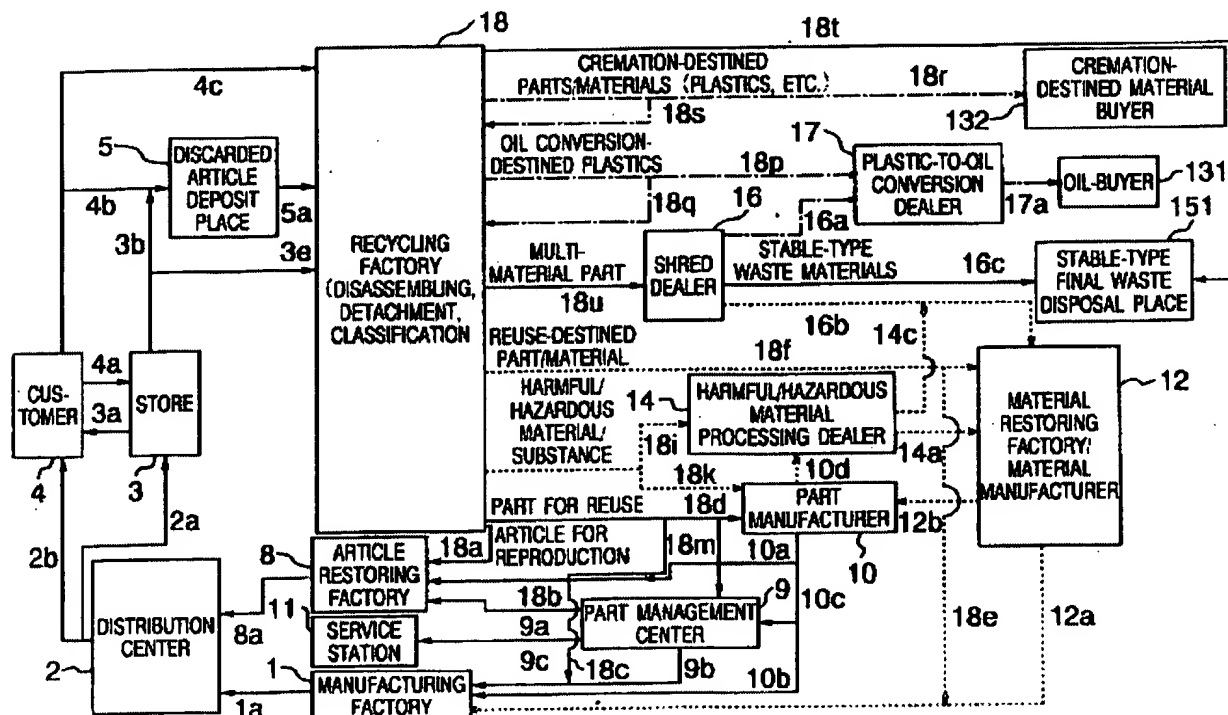 18
18t
CREMATION-DESTINED
PARTS/MATERIALS (PLASTICS, ETC.)
18r
CREMATION-
DESTINED MATERIAL
BUYER
132
4c
18s
5
DISCARDED
ARTICLE
DEPOSIT
PLACE
OIL CONVERSION-
DESTINED PLASTICS
18p
17
PLASTIC-TO-OIL
CONVERSION
DEALER
OIL-BUYER
131
17a
4b
5a
18q
16
16a
151
3b
3e
RECYCLING
FACTORY
(DISASSEMBLING,
DETACHMENT,
CLASSIFICATION
MULTI-
MATERIAL PART
18u
SHRED
DEALER
STABLE-TYPE
WASTE MATERIALS
16c
STABLE-TYPE
FINAL WASTE
DISPOSAL PLACE
16b
14c
REUSE-DESTINED
PART/MATERIAL
18f
CUS-
TOMER
4a
3a
STORE
4
3
HARMFUL/
HAZARDOUS
MATERIAL/
SUBSTANCE
14
HARMFUL/HAZARDOUS
MATERIAL
PROCESSING DEALER
12
MATERIAL
RESTORING
FACTORY/
MATERIAL
MANUFACTURER
18i
14a
18k
10d
2a
2b
PART FOR REUSE
18d
PART
MANUFACTURER
12b
10
18a
ARTICLE FOR
REPRODUCTION
18m
10a
8
ARTICLE
RESTORING
FACTORY
18b
9
10c
PART MANAGEMENT
CENTER
18e
12a
8a
11
SERVICE
STATION
9a
DISTRIBUTION
CENTER
2
9c
18c
9b
10b
1
MANUFACTURING
FACTORY
1a